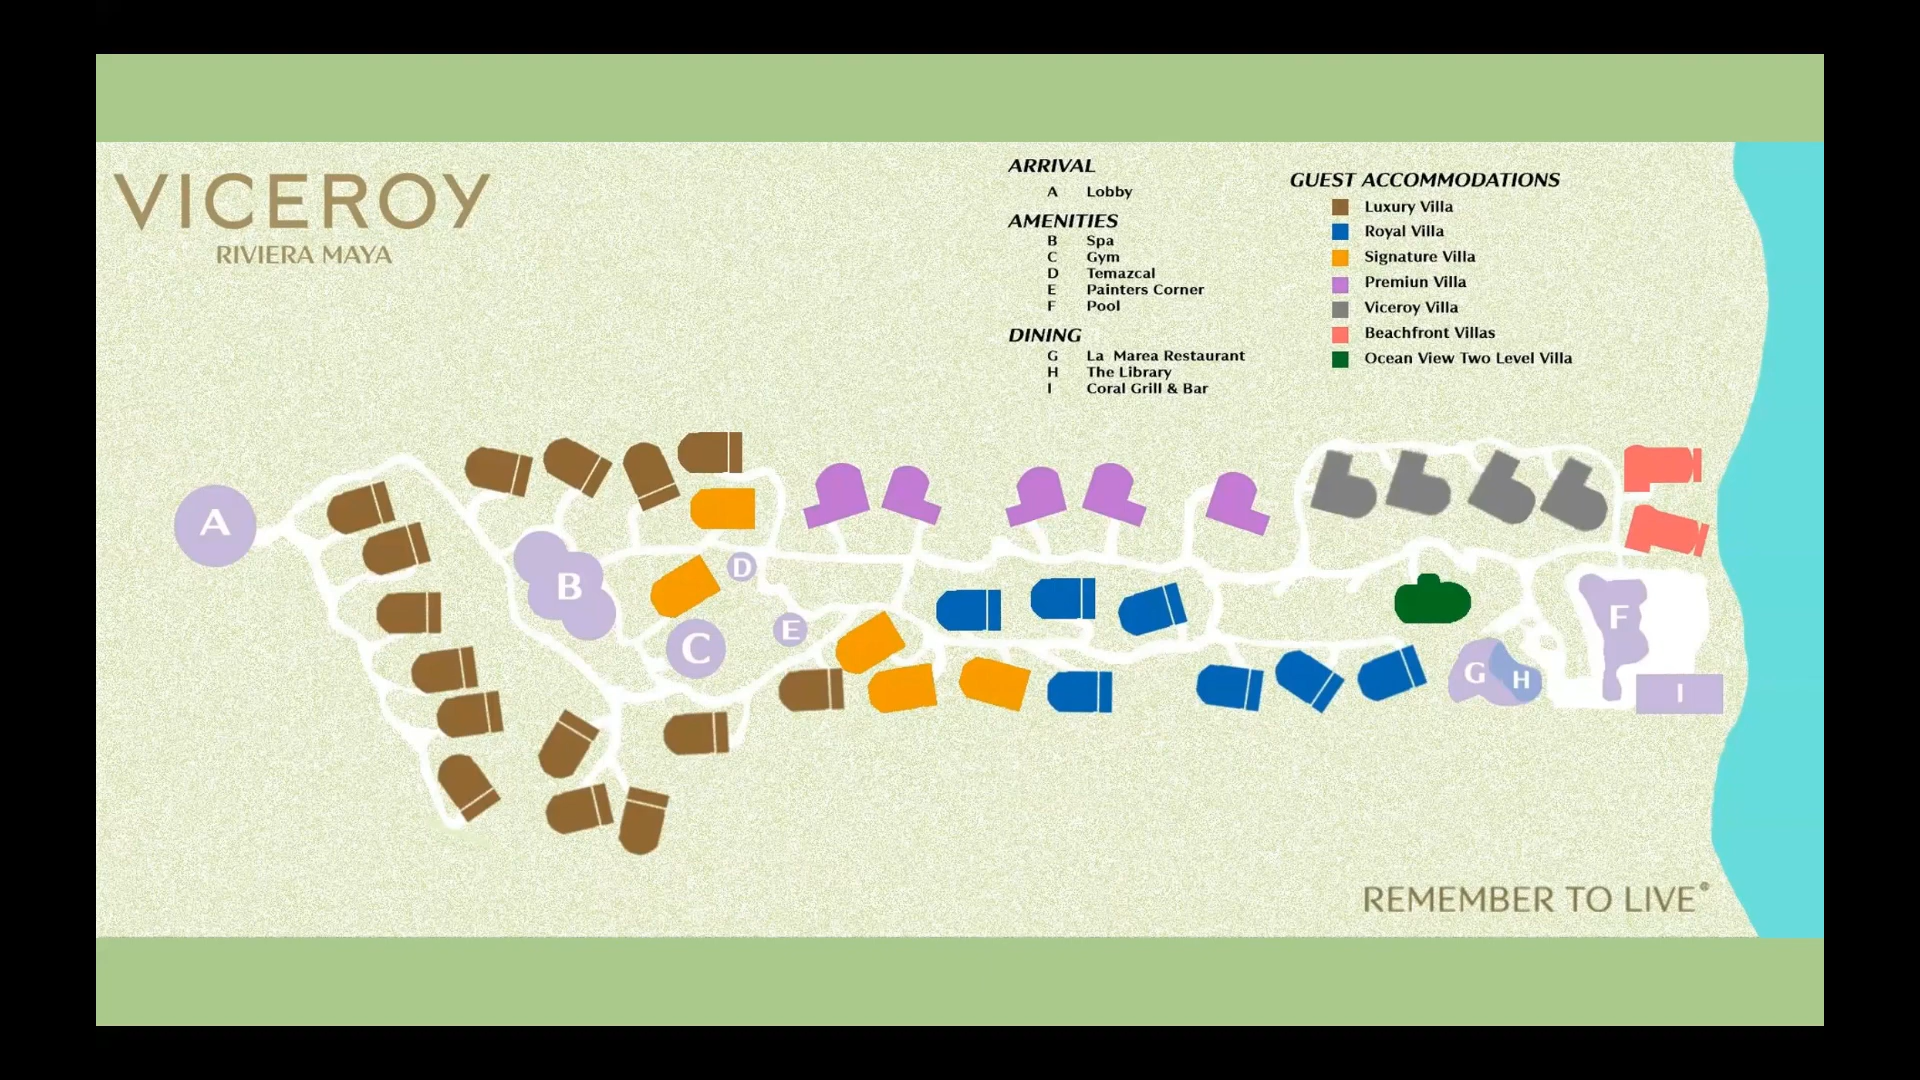 VICEROY
RIVIERA MAYA
ARRIVAL
A Lobby
AMENITIES
B Spa
C Gym
D Temazcal
E Painters Corner
F Pool
DINING
G La Marea Restaurant
H The Library
I Coral Grill & Bar
GUEST ACCOMMODATIONS
Luxury Villa
Royal Villa
Signature Villa
Premiun Villa
Viceroy Villa
Beachfront Villas
Ocean View Two Level Villa
A
B
C
D
E
F
G
H
I
REMEMBER TO LIVE®